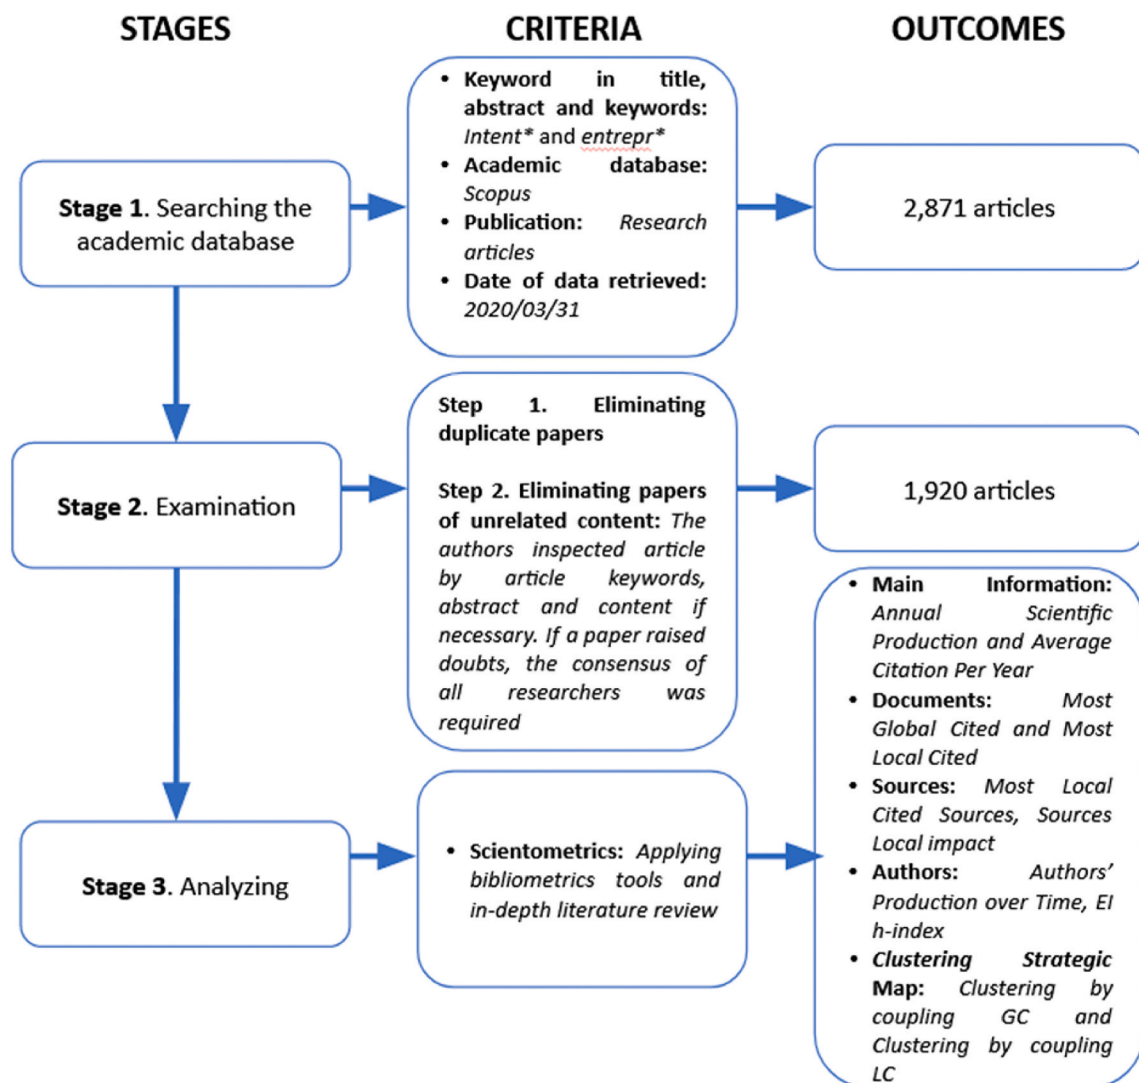 STAGES
CRITERIA
OUTCOMES
Stage 1. Searching the
academic database
• Keyword in title,
abstract and keywords:
Intent* and entrepr*
• Academic database:
Scopus
• Publication: Research
articles
• Date of data retrieved:
2020/03/31
2,871 articles
Stage 2. Examination
Step 1. Eliminating
duplicate papers
Step 2. Eliminating papers
of unrelated content: The
authors inspected article
by article keywords,
abstract and content if
necessary. If a paper raised
doubts, the consensus of
all researchers was
required
1,920 articles
Stage 3. Analyzing
• Scientometrics: Applying
bibliometrics tools and
in-depth literature review
• Main Information:
Annual Scientific
Production and Average
Citation Per Year
• Documents: Most
Global Cited and Most
Local Cited
• Sources: Most Local
Cited Sources, Sources
Local impact
• Authors: Authors’
Production over Time, EI
h-index
• Clustering Strategic
Map: Clustering by
coupling GC and
Clustering by coupling
LC